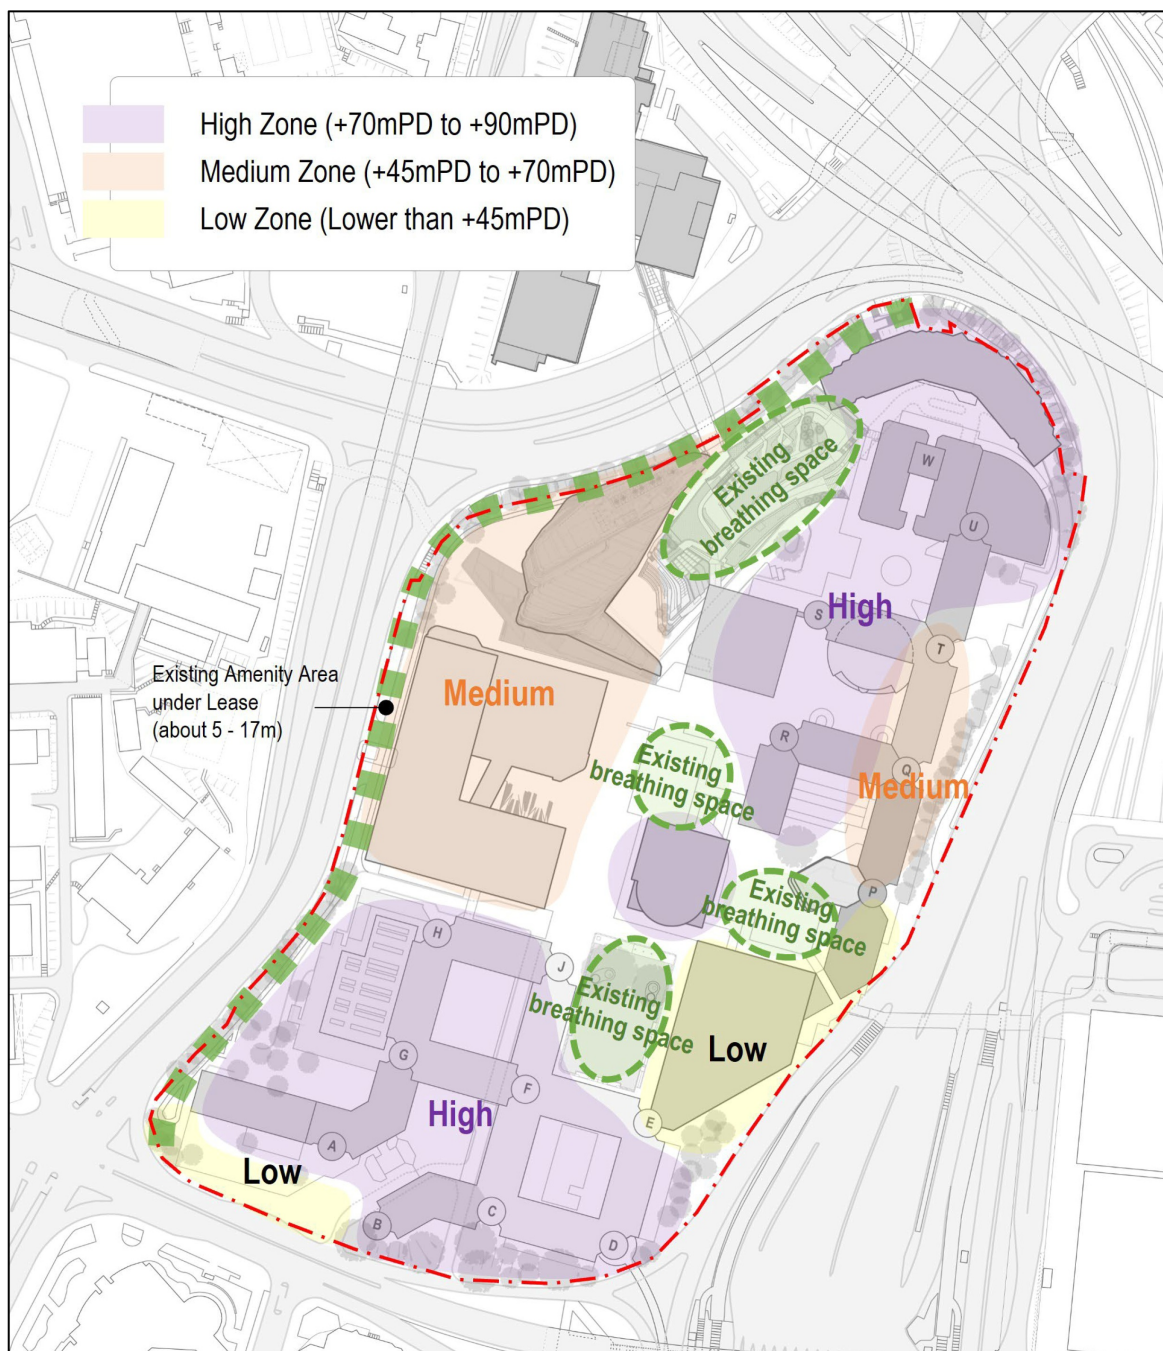 High Zone (+70mPD to +90mPD)
Medium Zone (+45mPD to +70mPD)
Low Zone (Lower than +45mPD)
Existing
breathing space
W
U
High
S
T
Existing Amenity Area
under Lease
(about 5 - 17m)
Medium
R
Existing
breathing space
Q
Medium
P
Existing
breathing space
H
J
Existing
breathing space
Low
G
F
High
E
A
Low
C
B
D